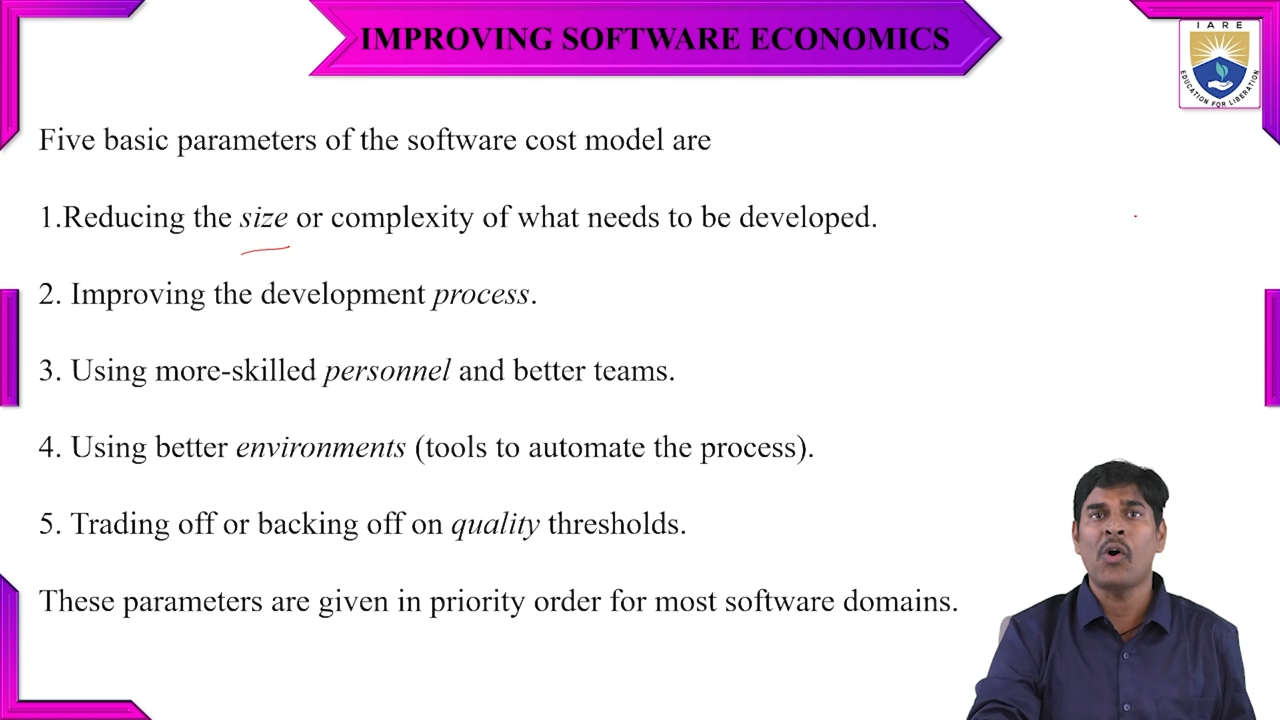 IMPROVING SOFTWARE ECONOMICS
IARE
EDUCATION FOR LIBERATION
Five basic parameters of the software cost model are
1.Reducing the size or complexity of what needs to be developed.
2. Improving the development process.
3. Using more-skilled personnel and better teams.
4. Using better environments (tools to automate the process).
5. Trading off or backing off on quality thresholds.
These parameters are given in priority order for most software domains.